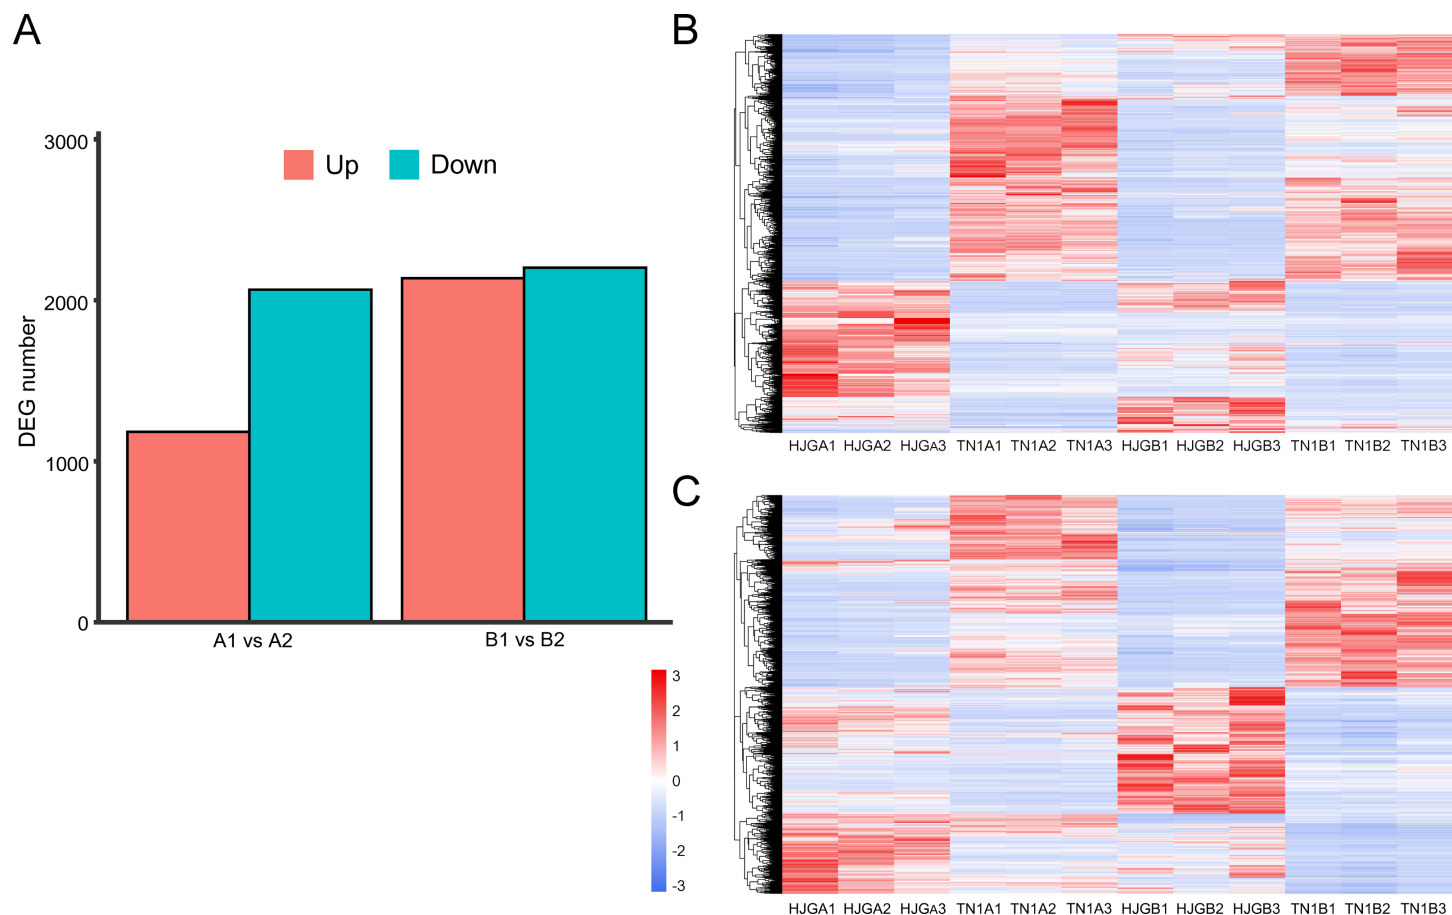 A
3000
2000
1000
0
DEG number
Up
Down
A1 vs A2
B1 vs B2
3
2
1
0
-1
-2
-3
B
HJGA1 HJGA2 HJGA3 TN1A1 TN1A2 TN1A3 HJGB1 HJGB2 HJGB3 TN1B1 TN1B2 TN1B3
C
HJGA1 HJGA2 HJGA3 TN1A1 TN1A2 TN1A3 HJGB1 HJGB2 HJGB3 TN1B1 TN1B2 TN1B3